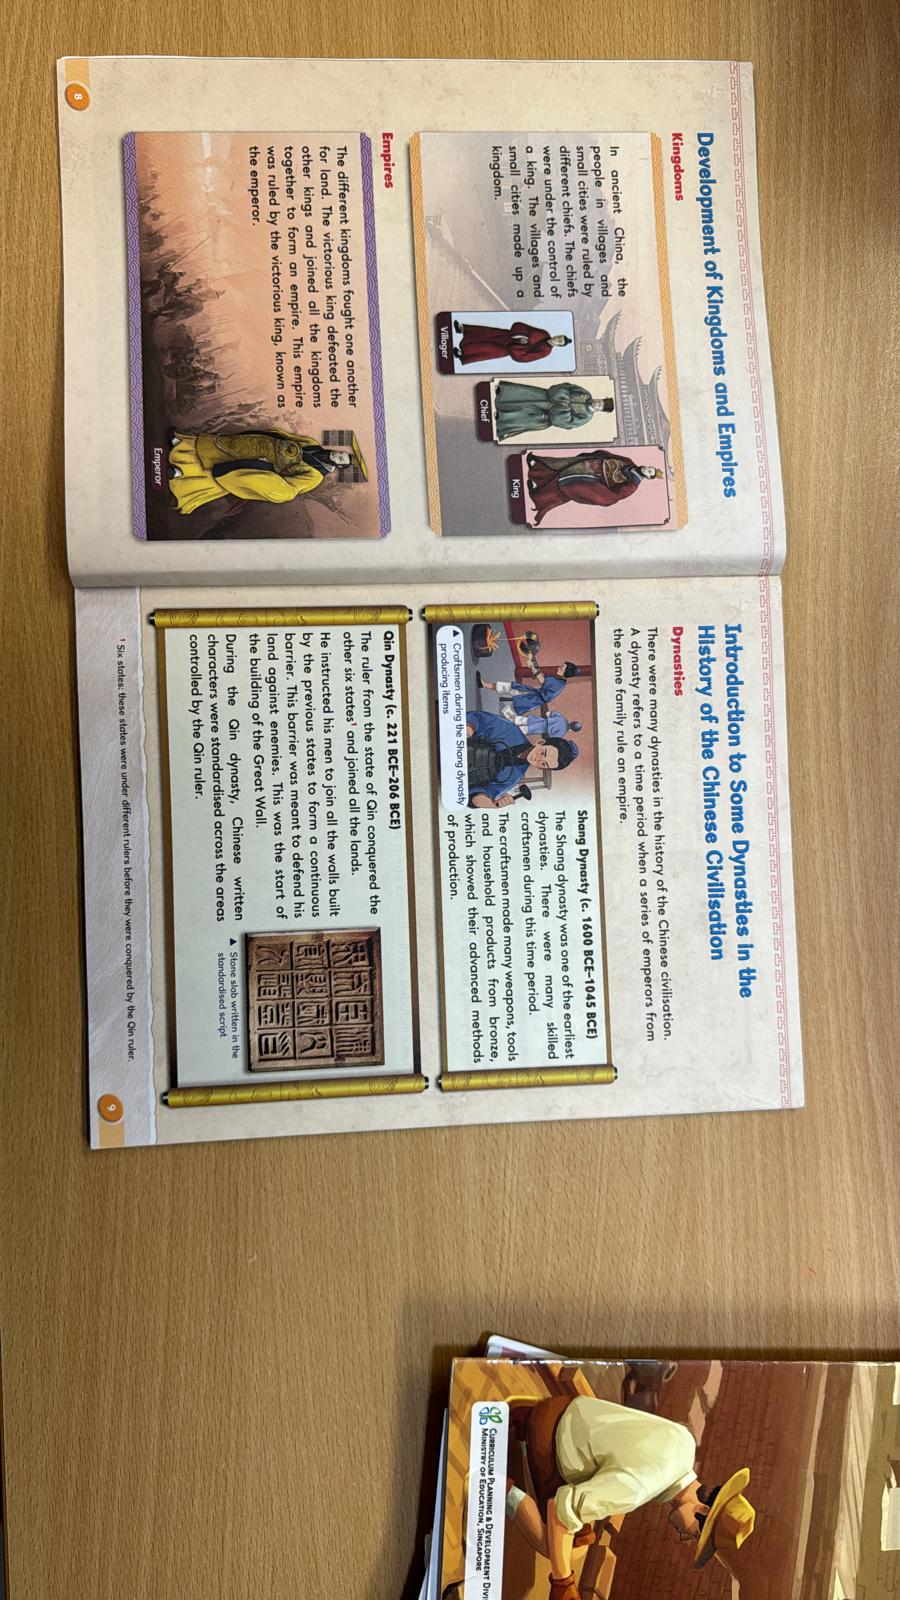 Development of Kingdoms and Empires
Kingdoms
In ancient China, the
people in villages and
small cities were ruled by
different chiefs. The chiefs
were under the control of
a king. The villages and
small cities made up a
kingdom.
King
Chief
Villager
Empires
The different kingdoms fought one another
for land. The victorious king defeated the
other kings and joined all the kingdoms
together to form an empire. This empire
was ruled by the victorious king, known as
the emperor.
Emperor
8
Introduction to Some Dynasties in the
History of the Chinese Civilisation
Dynasties
There were many dynasties in the history of the Chinese civilisation.
A dynasty refers to a time period when a series of emperors from
the same family rule an empire.
Shang Dynasty (c. 1600 BCE–1045 BCE)
The Shang dynasty was one of the earliest
dynasties. There were many skilled
craftsmen during this time period.
The craftsmen made many weapons, tools
and household products from bronze,
which showed their advanced methods
of production.
▲ Craftsmen during the Shang dynasty
producing items
Qin Dynasty (c. 221 BCE–206 BCE)
The ruler from the state of Qin conquered the
other six states¹ and joined all the lands.
He instructed his men to join all the walls built
by the previous states to form a continuous
barrier. This barrier was meant to defend his
land against enemies. This was the start of
the building of the Great Wall.
During the Qin dynasty, Chinese written
characters were standardised across the areas
controlled by the Qin ruler.
▲ Stone slab written in the
standardised script
¹ Six states: these states were under different rulers before they were conquered by the Qin ruler.
9
CURRICULUM PLANNING & DEVELOPMENT
MINISTRY OF EDUCATION, SINGAPORE